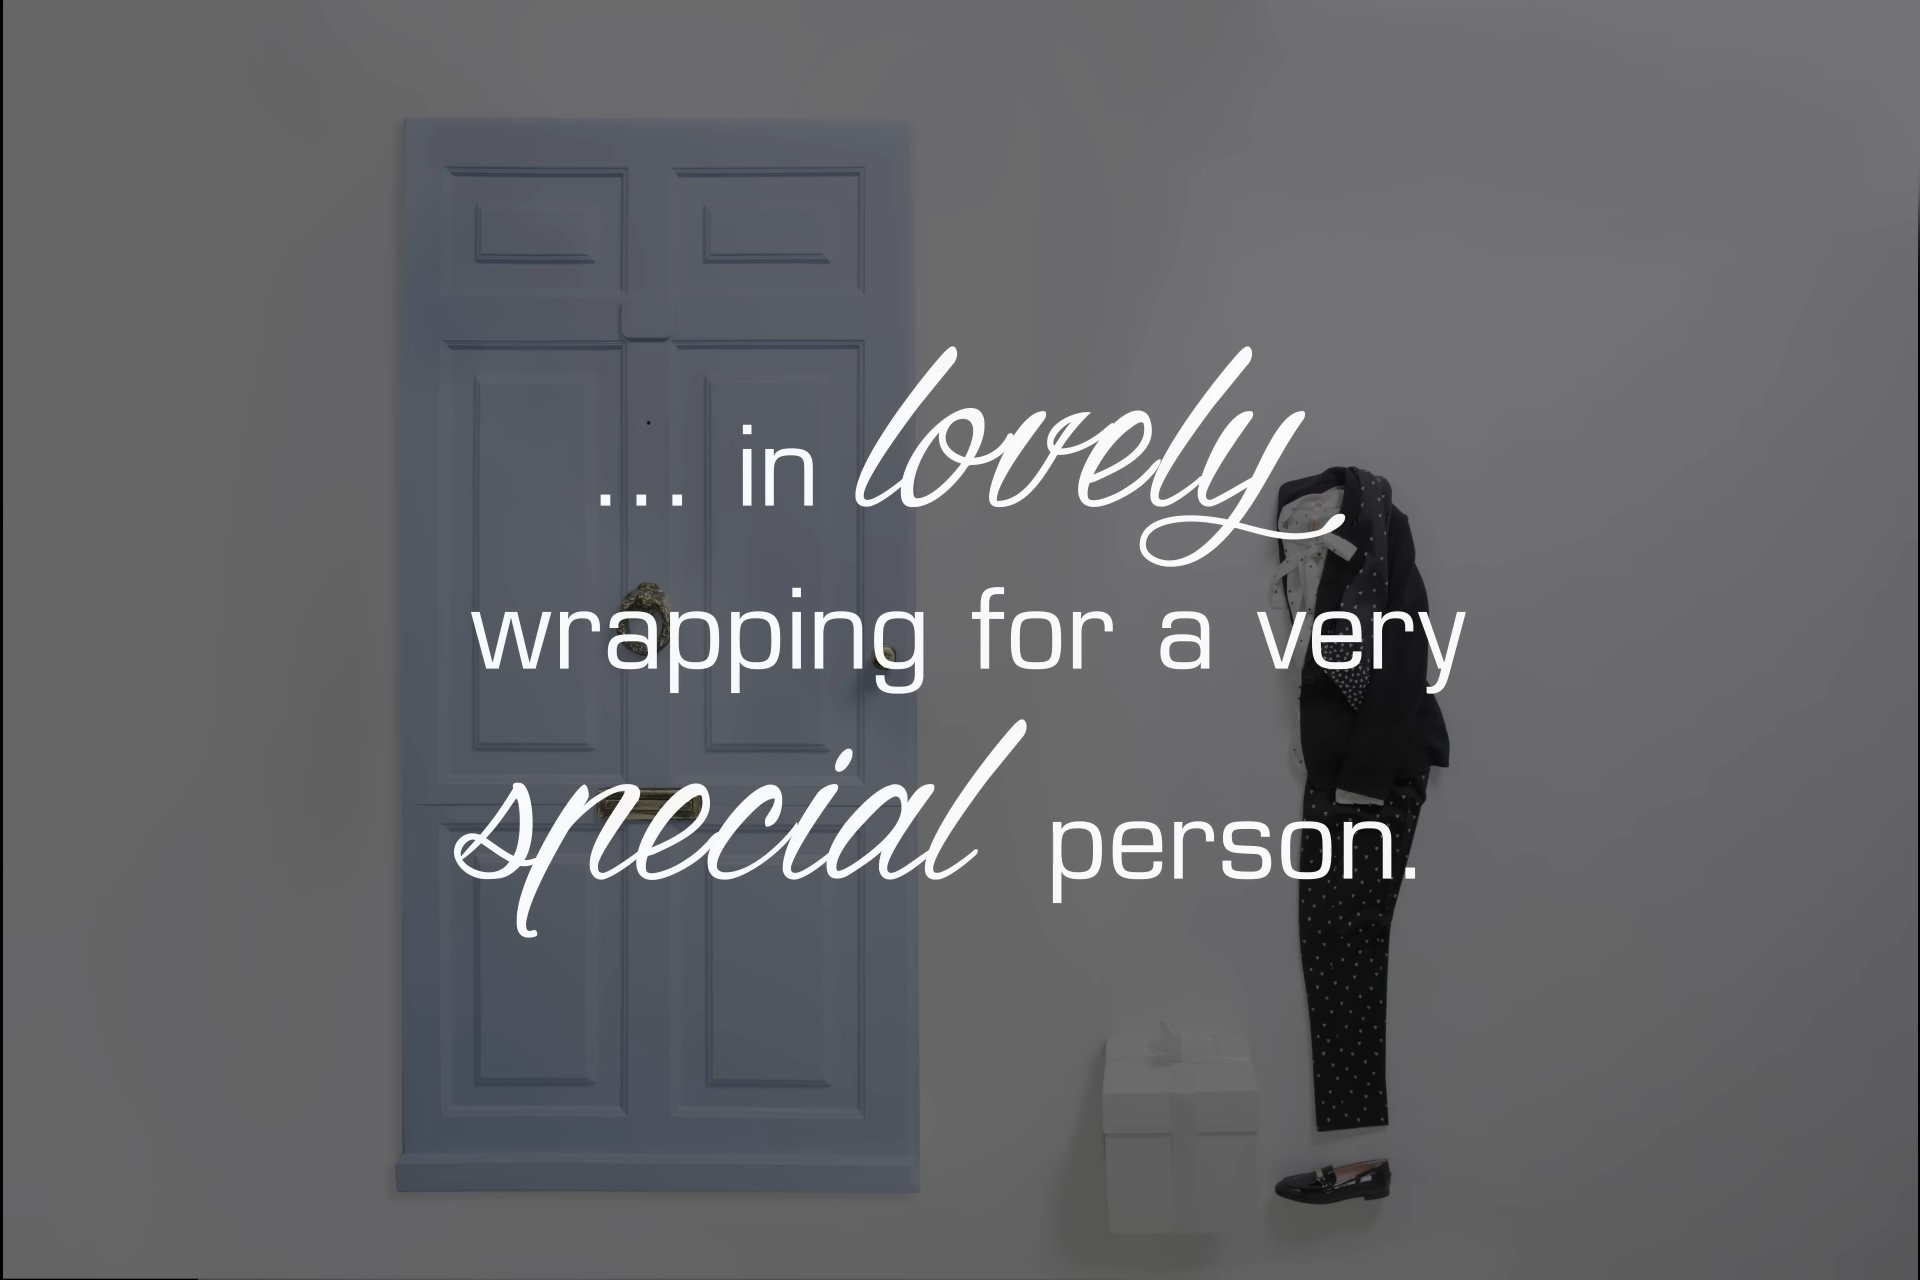 ... in lovely
wrapping for a very
special person.